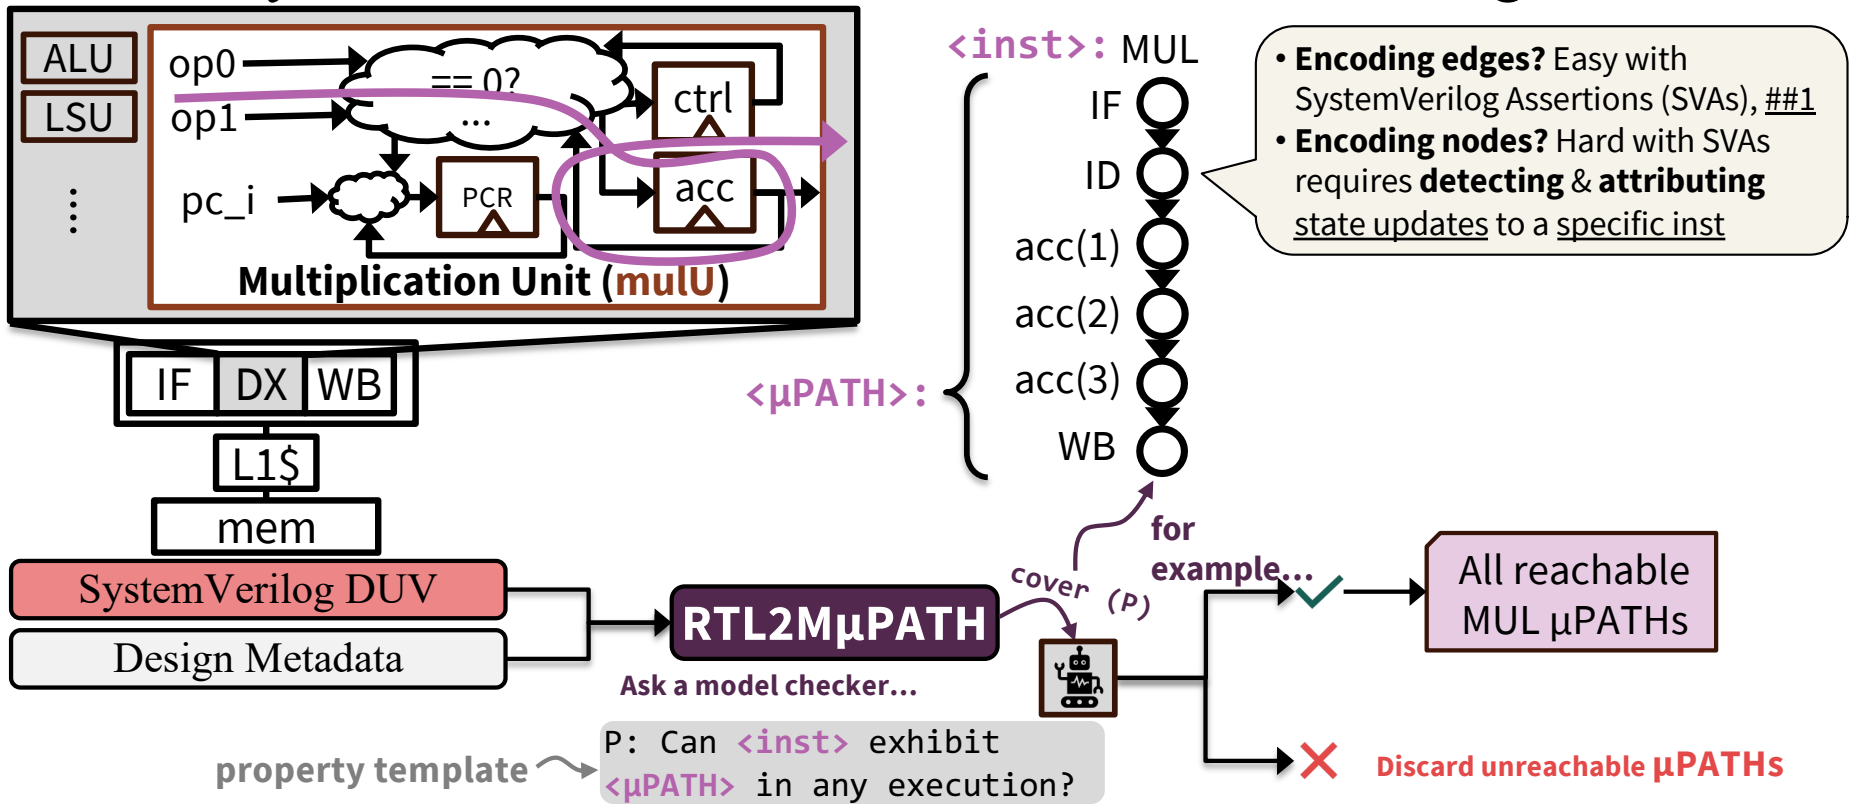 ALU
LSU
op0
op1
== 0?
...
ctrl
pc_i
PCR
acc
Multiplication Unit (mulU)
IF
DX
WB
L1$
mem
<inst>: MUL
IF
ID
acc(1)
acc(2)
acc(3)
WB
<μPATH>:
• Encoding edges? Easy with
SystemVerilog Assertions (SVAs), ##1
• Encoding nodes? Hard with SVAs
requires detecting & attributing
state updates to a specific inst
SystemVerilog DUV
Design Metadata
RTL2MμPATH
Ask a model checker...
cover (P)
for
example...
All reachable
MUL μPATHs
property template
P: Can <inst> exhibit
<μPATH> in any execution?
Discard unreachable μPATHs